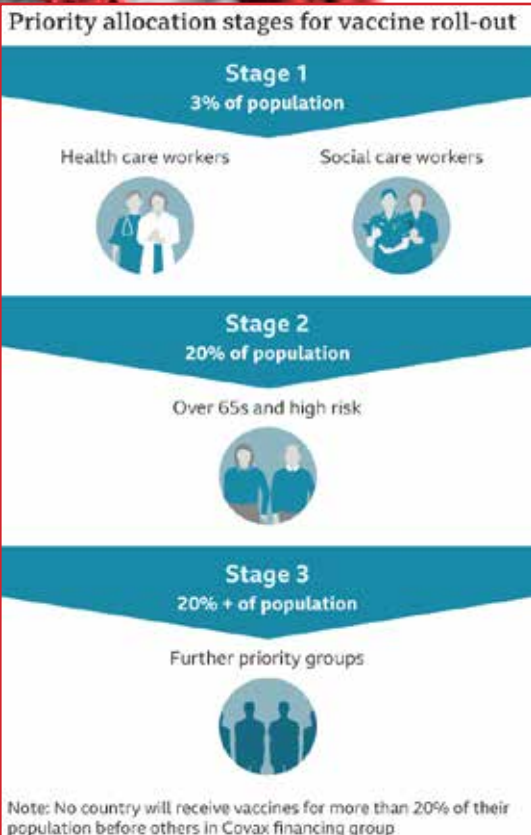 Priority allocation stages for vaccine roll-out
Stage 1
3% of population
Health care workers
Social care workers
Stage 2
20% of population
Over 65s and high risk
Stage 3
20% + of population
Further priority groups
Note: No country will receive vaccines for more than 20% of their
population before others in Covax financing group